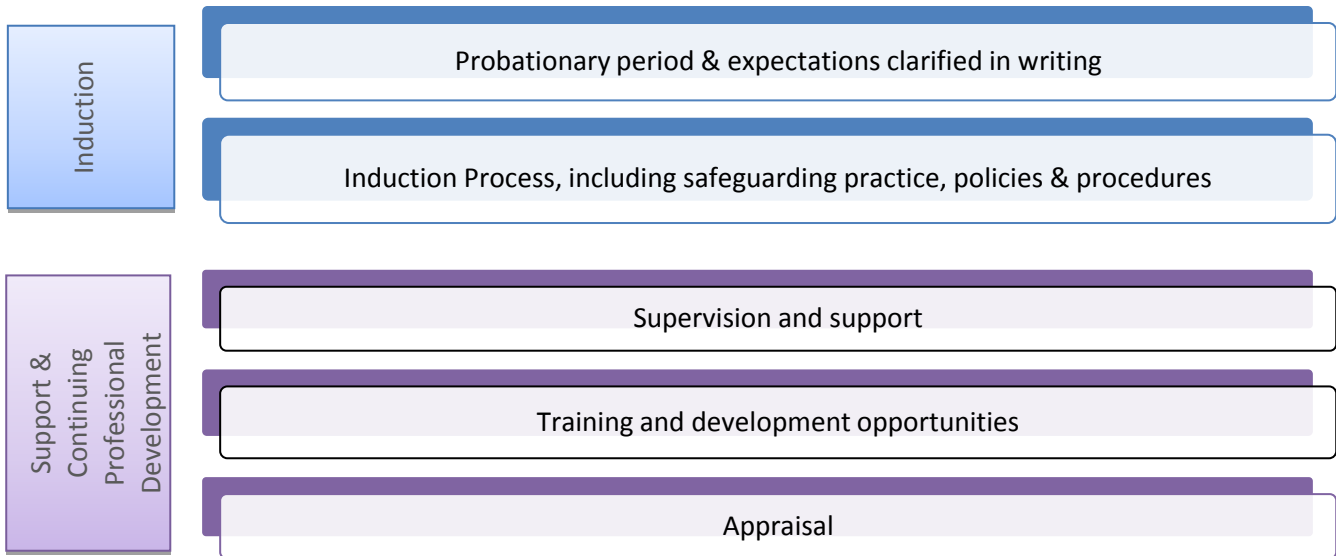 Induction
Probationary period & expectations clarified in writing
Induction Process, including safeguarding practice, policies & procedures
Support &
Continuing
Professional
Development
Supervision and support
Training and development opportunities
Appraisal